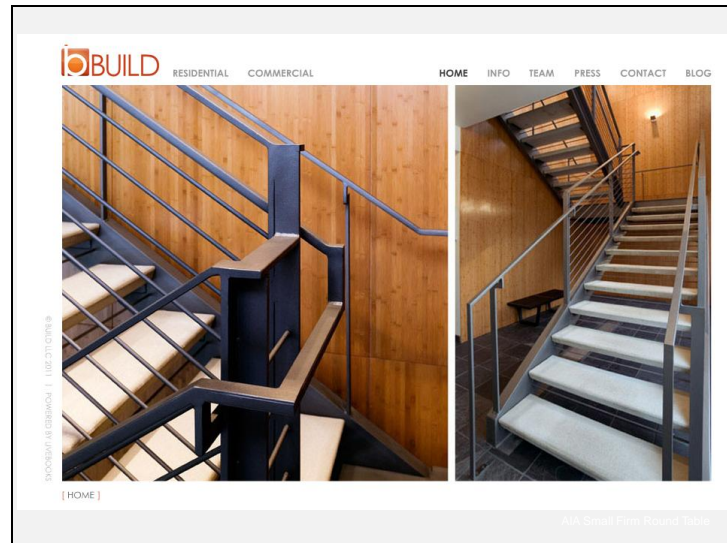 bBUILD
RESIDENTIAL COMMERCIAL HOME INFO TEAM PRESS CONTACT BLOG
© BUILD LLC 2011 | POWERED BY LIVEBOOKS
[ HOME ]
AIA Small Firm Round Table